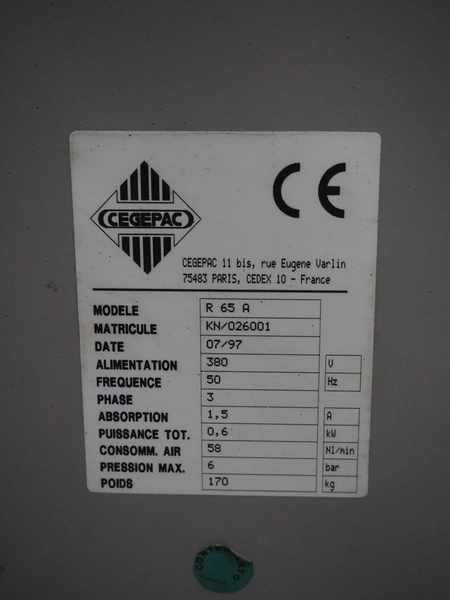 CEGEPAC
CE
CEGEPAC 11 bis, rue Eugene Varlin
75483 PARIS, CEDEX 10 - France
MODELE R 65 A
MATRICULE KN/026001
DATE 07/97
ALIMENTATION 380 V
FREQUENCE 50 Hz
PHASE 3
ABSORPTION 1,5 A
PUISSANCE TOT. 0,6 kW
CONSOMM. AIR 58 Nl/min
PRESSION MAX. 6 bar
POIDS 170 kg